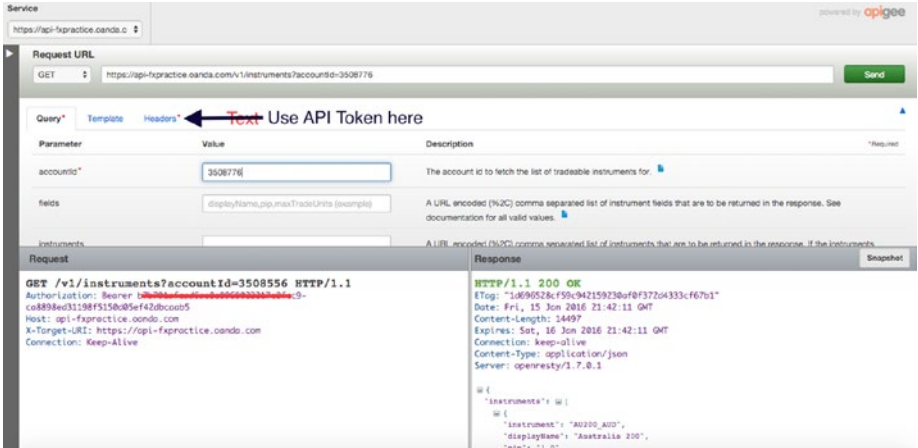 Service
https://api-fxpractice.oanda.c
powered by apigee
Request URL
GET https://api-fxpractice.oanda.com/v1/instruments?accountId=3508776 Send
Query* Template Headers* Text Use API Token here
Parameter Value Description *Required
accountId* 3508776 The account id to fetch the list of tradeable instruments for.
fields displayName,pip,maxTradeUnits (example) A URL encoded (%2C) comma separated list of instrument fields that are to be returned in the response. See
documentation for all valid values.
instruments A URL encoded (%2C) comma separated list of instruments that are to be returned in the response. If the instruments
Request
GET /v1/instruments?accountId=3508556 HTTP/1.1
Authorization: Bearer
Host: api-fxpractice.oanda.com
X-Target-URI: https://api-fxpractice.oanda.com
Connection: Keep-Alive
Response Snapshot
HTTP/1.1 200 OK
ETag: "1d696528cf59c942159230af0f372d4333cf67b1"
Date: Fri, 15 Jan 2016 21:42:11 GMT
Content-Length: 14497
Expires: Sat, 16 Jan 2016 21:42:11 GMT
Connection: keep-alive
Content-Type: application/json
Server: openresty/1.7.0.1
{
"instruments": [
{
"instrument": "AU200_AUD",
"displayName": "Australia 200",